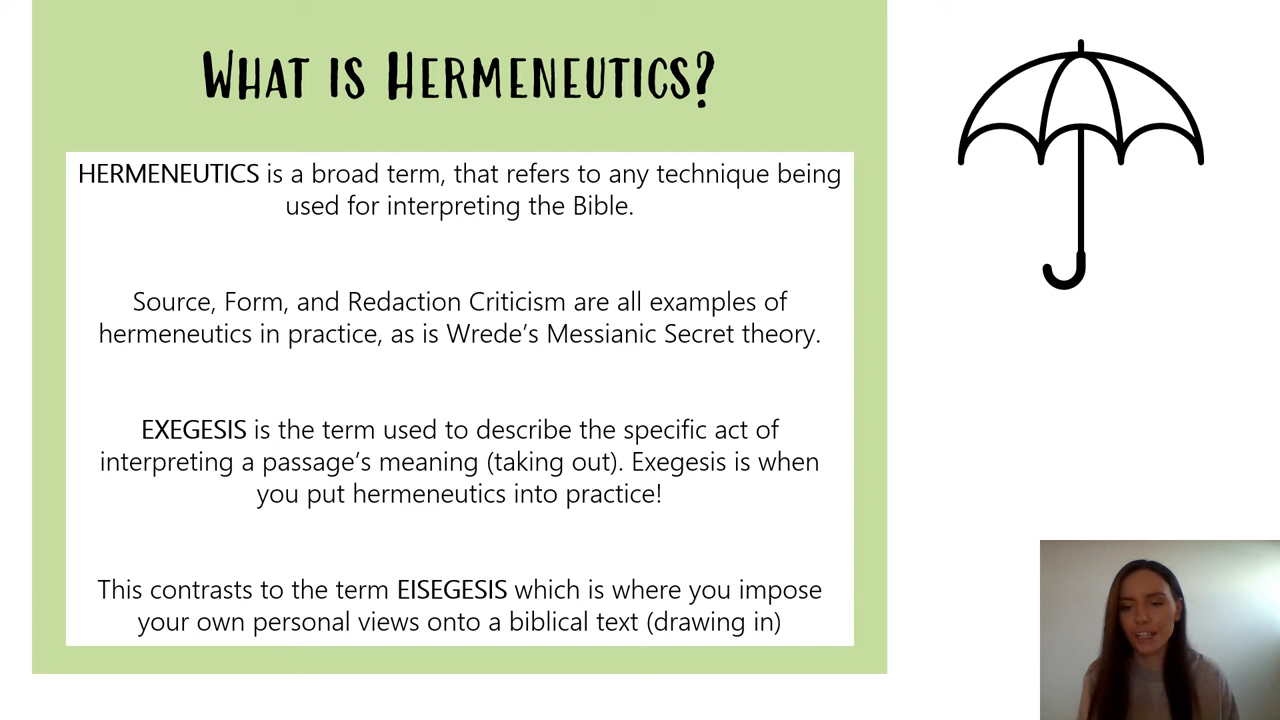 WHAT IS HERMENEUTICS?
HERMENEUTICS is a broad term, that refers to any technique being
used for interpreting the Bible.
Source, Form, and Redaction Criticism are all examples of
hermeneutics in practice, as is Wrede’s Messianic Secret theory.
EXEGESIS is the term used to describe the specific act of
interpreting a passage’s meaning (taking out). Exegesis is when
you put hermeneutics into practice!
This contrasts to the term EISEGESIS which is where you impose
your own personal views onto a biblical text (drawing in)